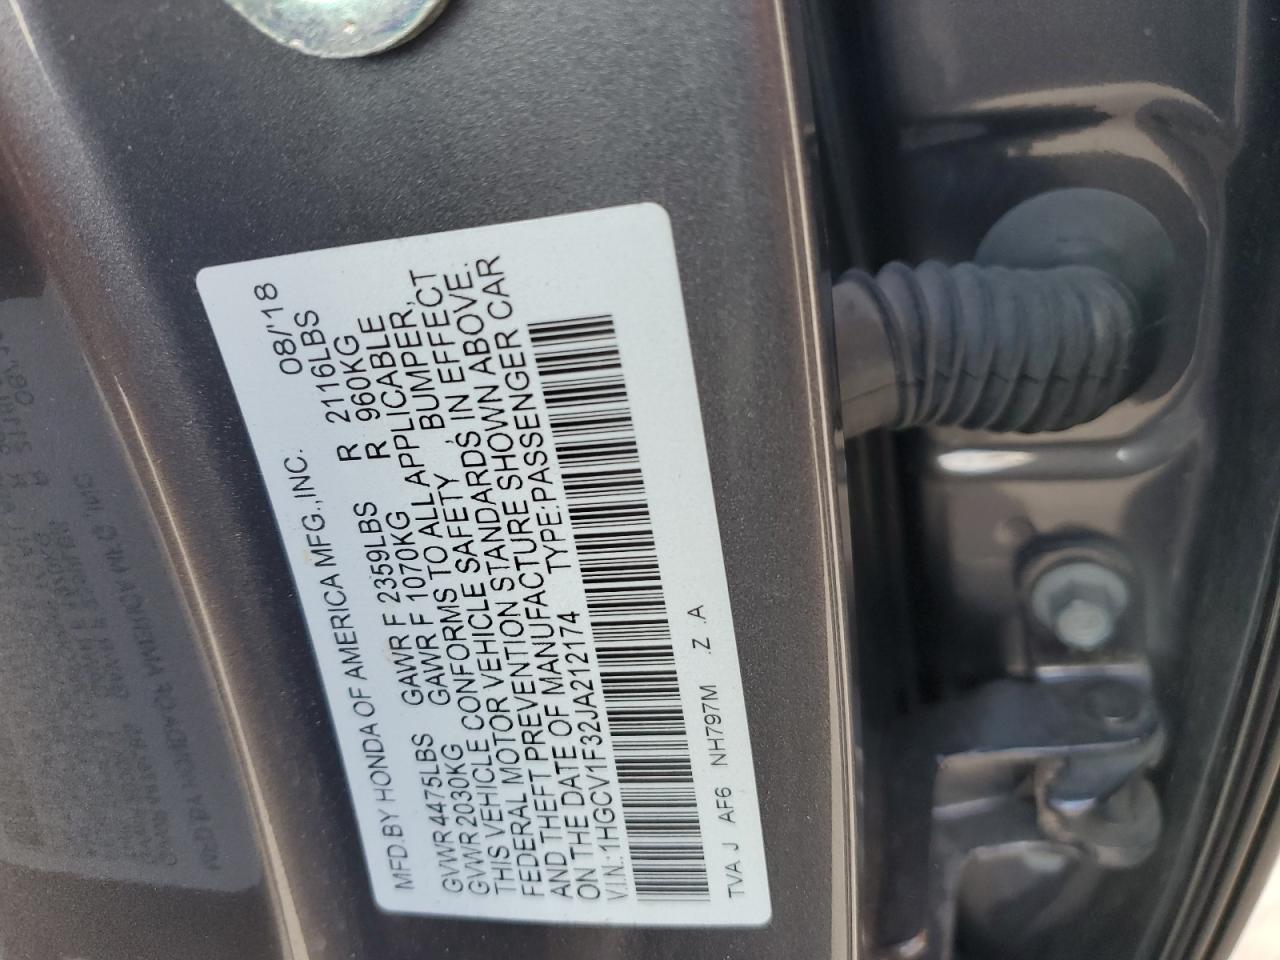 MFD.BY HONDA OF AMERICA MFG.,INC. 08/'18
GVWR 4475LBS GAWR F 2359LBS R 2116LBS
GVWR 2030KG GAWR F 1070KG R 960KG
THIS VEHICLE CONFORMS TO ALL APPLICABLE
FEDERAL MOTOR VEHICLE SAFETY, BUMPER,
AND THEFT PREVENTION STANDARDS IN EFFECT
ON THE DATE OF MANUFACTURE SHOWN ABOVE.
V.I.N.:1HGCV1F32JA212174 TYPE:PASSENGER CAR
TVA J AF6 NH797M .Z .A